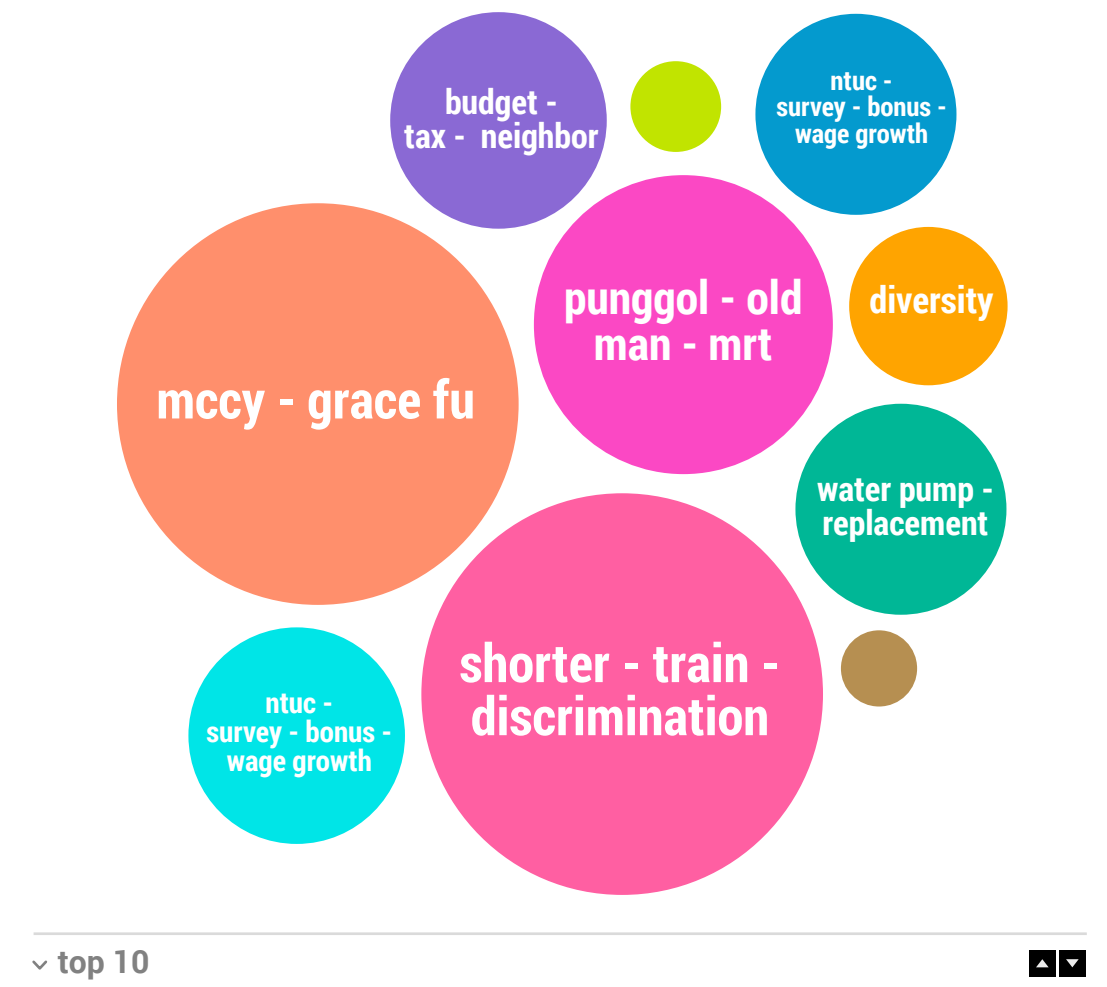 budget -
tax -  neighbor
ntuc -
survey - bonus -
wage growth
punggol - old
man - mrt
diversity
mccy - grace fu
water pump -
replacement
shorter - train -
discrimination
ntuc -
survey - bonus -
wage growth
top 10